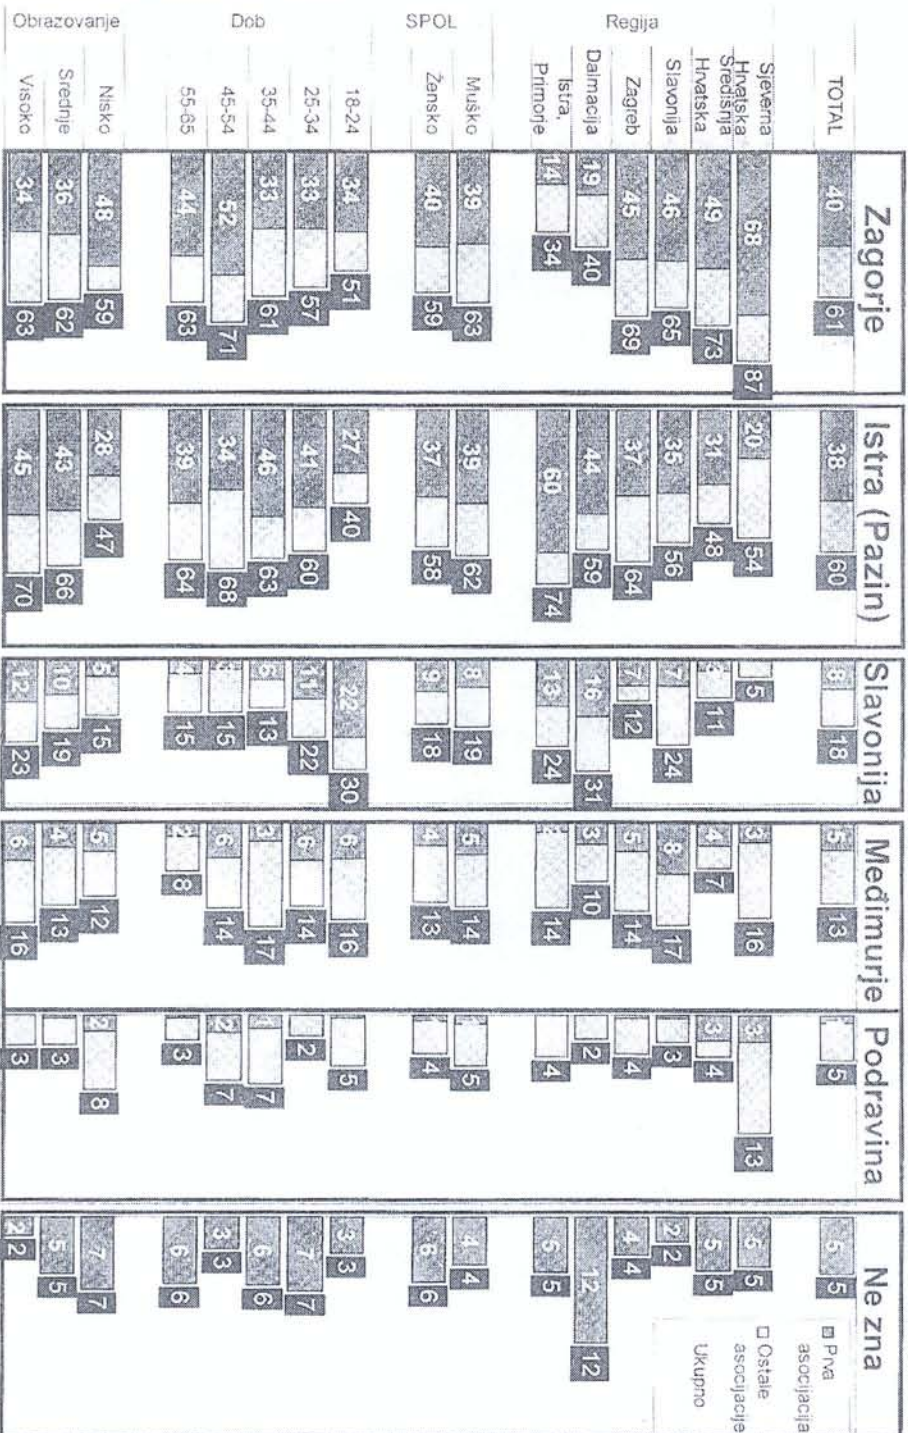 Zagorje Istra (Pazin) Slavonija Međimurje Podravina Ne zna
Prva
asocijacija
Ostale
asocijacije
Ukupno
TOTAL 40 61 38 60 8 18 5 13 5 5 5
Regija
Sjeverna
Hrvatska 68 87 20 54 5 3 16 3 13 5 5
Središnja
Hrvatska 49 73 31 48 11 4 7 3 4 5 5
Slavonija 46 65 35 56 7 24 8 17 3 2 2
Zagreb 45 69 37 64 7 12 5 14 4 4 4
Dalmacija 19 40 44 59 16 31 3 10 2 12 12
Istra,
Primorje 14 34 60 74 13 24 14 4 5 5
SPOL
Muško 39 63 39 62 8 19 5 14 5 4 4
Žensko 40 59 37 58 9 18 4 13 4 6 6
Dob
18-24 34 51 27 40 22 30 6 16 5 3 3
25-34 33 57 41 60 11 22 6 14 2 7 7
35-44 33 61 46 63 6 13 3 17 7 6 6
45-54 52 71 34 68 15 6 14 2 7 3 3
55-65 44 63 39 64 4 15 2 8 3 6 6
Obrazovanje
Nisko 48 59 28 47 5 15 5 12 2 8 7 7
Srednje 36 62 43 66 10 19 4 13 3 5 5
Visoko 34 63 45 70 12 23 6 16 3 2 2